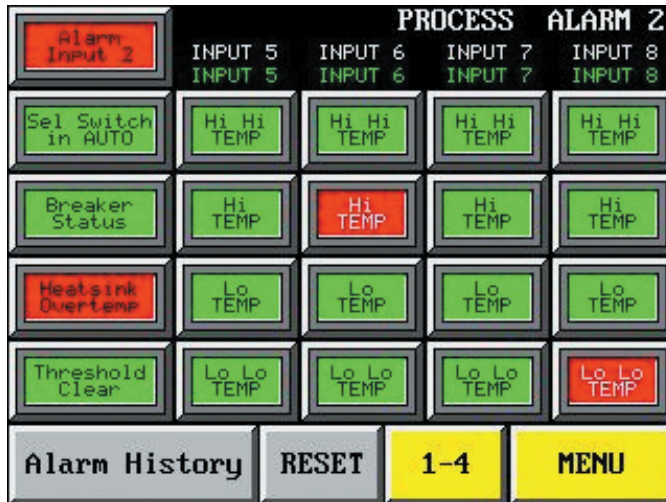 PROCESS ALARM 2
Alarm
Input 2
INPUT 5 INPUT 6 INPUT 7 INPUT 8
INPUT 5 INPUT 6 INPUT 7 INPUT 8
Sel Switch
in AUTO
Hi Hi
TEMP
Hi Hi
TEMP
Hi Hi
TEMP
Hi Hi
TEMP
Breaker
Status
Hi
TEMP
Hi
TEMP
Hi
TEMP
Hi
TEMP
Heatsink
Overtemp
Lo
TEMP
Lo
TEMP
Lo
TEMP
Lo
TEMP
Threshold
Clear
Lo Lo
TEMP
Lo Lo
TEMP
Lo Lo
TEMP
Lo Lo
TEMP
Alarm History RESET 1-4 MENU